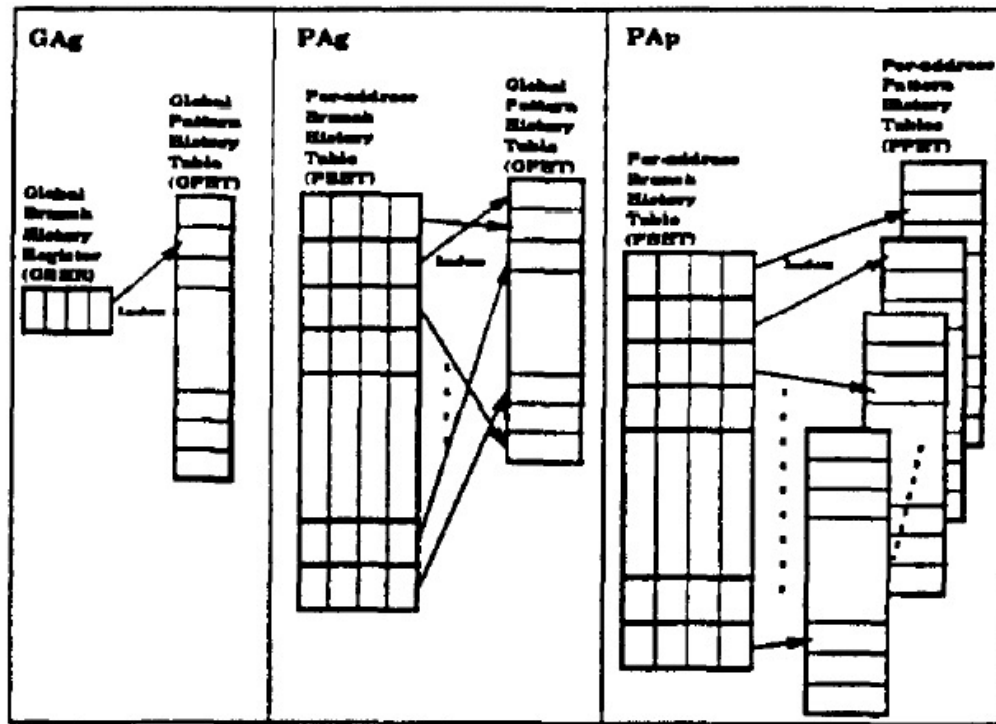 GAg
Global
Pattern
History
Table
(GPHT)
Global
Branch
History
Register
(GBHR)
Index
PAg
Per-address
Branch
History
Table
(PBHT)
Global
Pattern
History
Table
(GPHT)
Index
PAp
Per-address
Branch
History
Table
(PBHT)
Per-address
Pattern
History
Tables
(PPHT)
Index